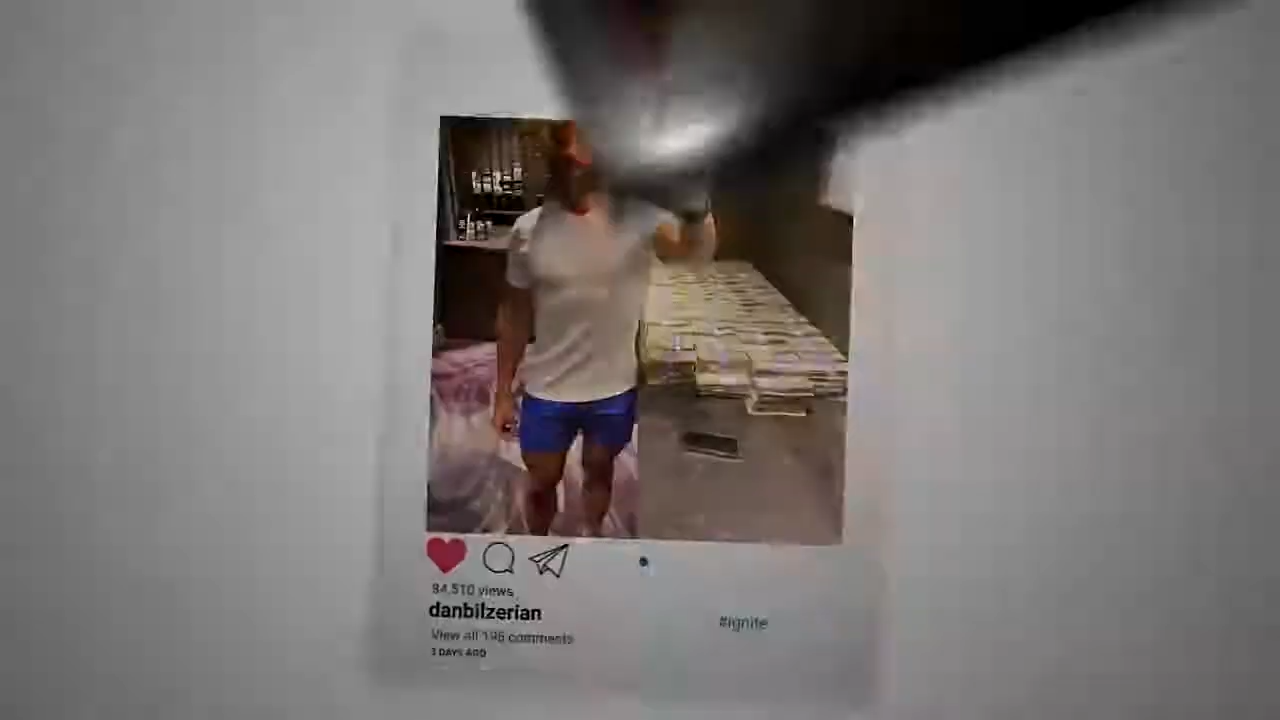 84,510 views
danbilzerian
#ignite
View all 196 comments
3 DAYS AGO